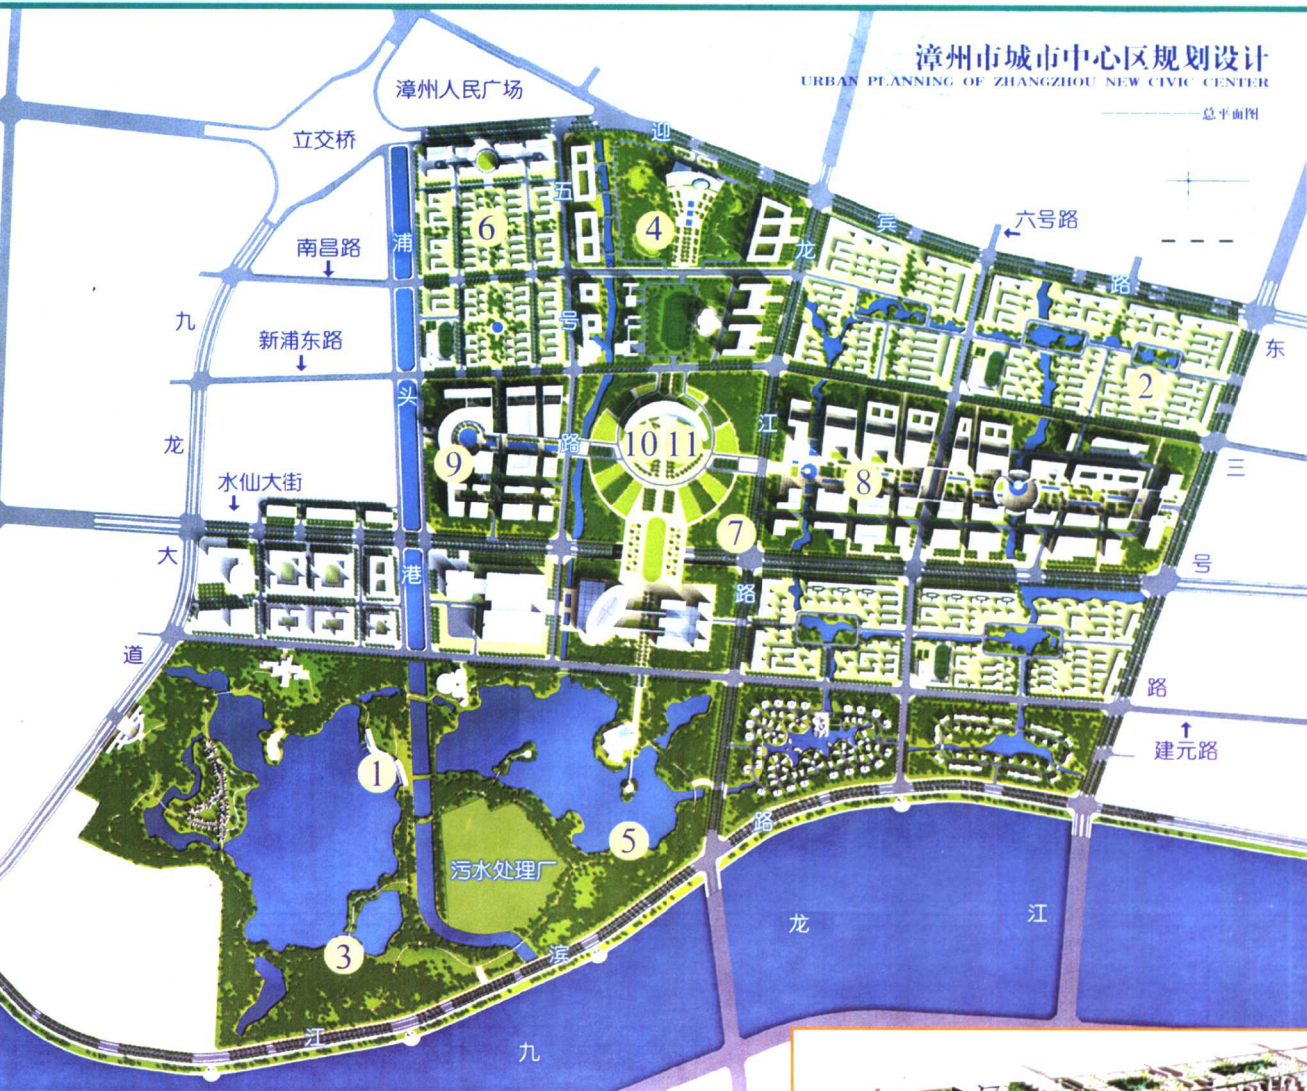 漳州市城市中心区规划设计
URBAN PLANNING OF ZHANGZHOU NEW CIVIC CENTER
总平面图
漳州人民广场
立交桥
迎宾路
六号路
南昌路
新浦东路
水仙大街
九龙大道
浦头港
五号路
龙江路
东三号路
建元路
污水处理厂
江滨路
九龙江
6
4
2
10
11
9
8
7
1
5
3